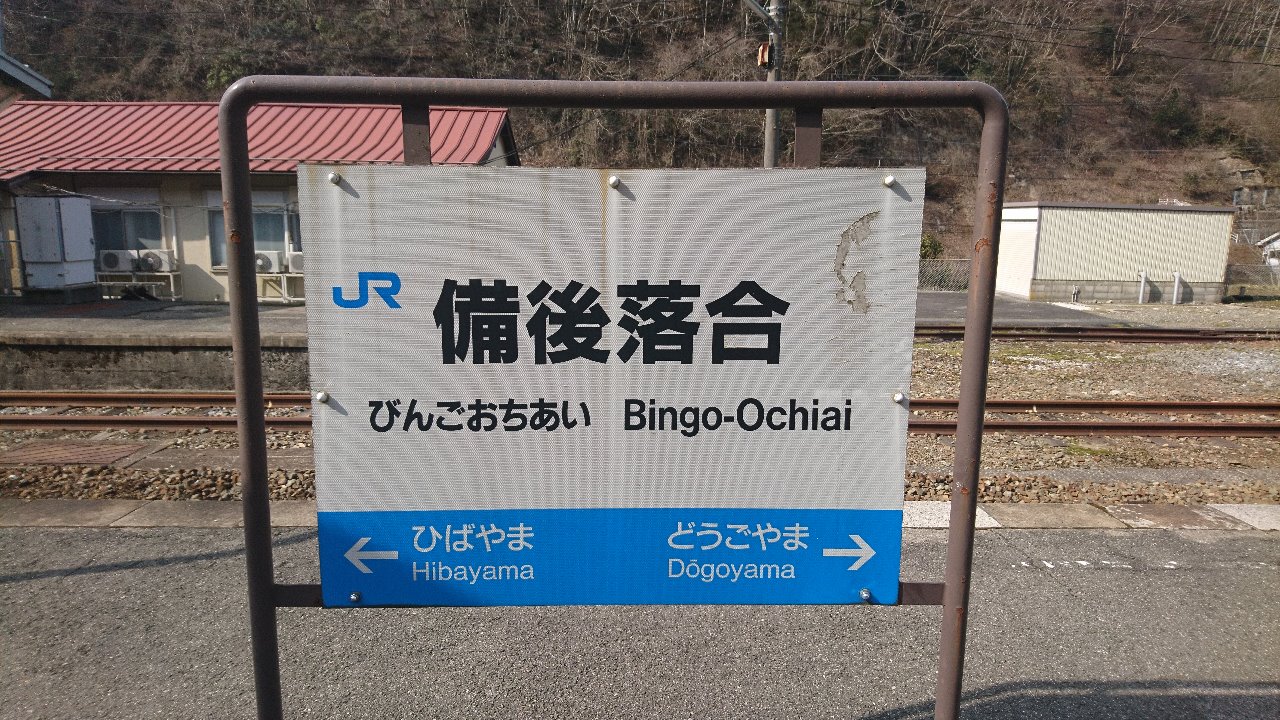 JR 備後落合
びんごおちあい Bingo-Ochiai
← ひばやま どうごやま →
Hibayama Dōgoyama